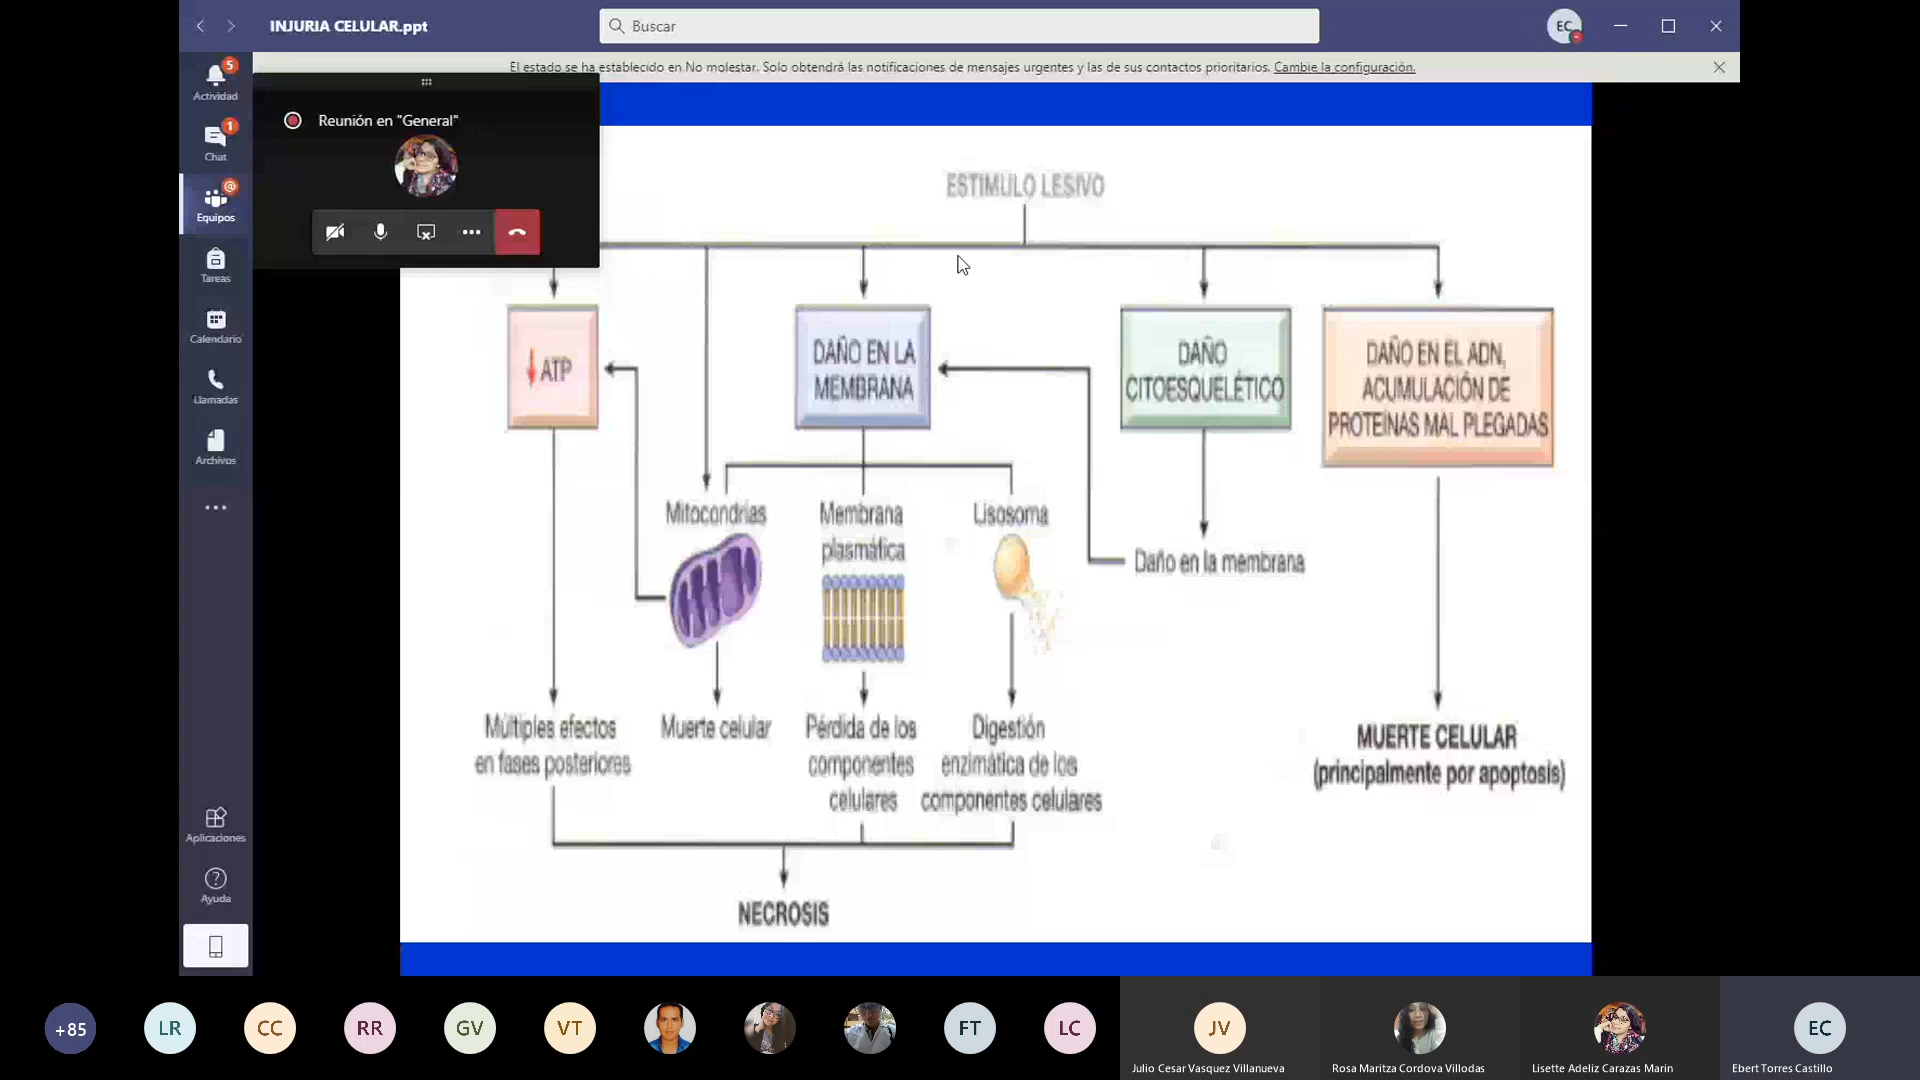 INJURIA CELULAR.ppt
Buscar
EC
El estado se ha establecido en No molestar. Solo obtendrá las notificaciones de mensajes urgentes y las de sus contactos prioritarios. Cambie la configuración.
5
Actividad
Reunión en "General"
1
Chat
@
Equipos
Tareas
Calendario
Llamadas
Archivos
Aplicaciones
Ayuda
ESTIMULO LESIVO
↓ ATP
DAÑO EN LA
MEMBRANA
DAÑO
CITOESQUELÉTICO
DAÑO EN EL ADN,
ACUMULACIÓN DE
PROTEÍNAS MAL PLEGADAS
Mitocondrias
Membrana
plasmática
Lisosoma
Daño en la membrana
Múltiples efectos
en fases posteriores
Muerte celular
Pérdida de los
componentes
celulares
Digestión
enzimática de los
componentes celulares
MUERTE CELULAR
(principalmente por apoptosis)
NECROSIS
+85
LR
CC
RR
GV
VT
FT
LC
JV
EC
Julio Cesar Vasquez Villanueva
Rosa Maritza Cordova Villodas
Lisette Adeliz Carazas Marin
Ebert Torres Castillo